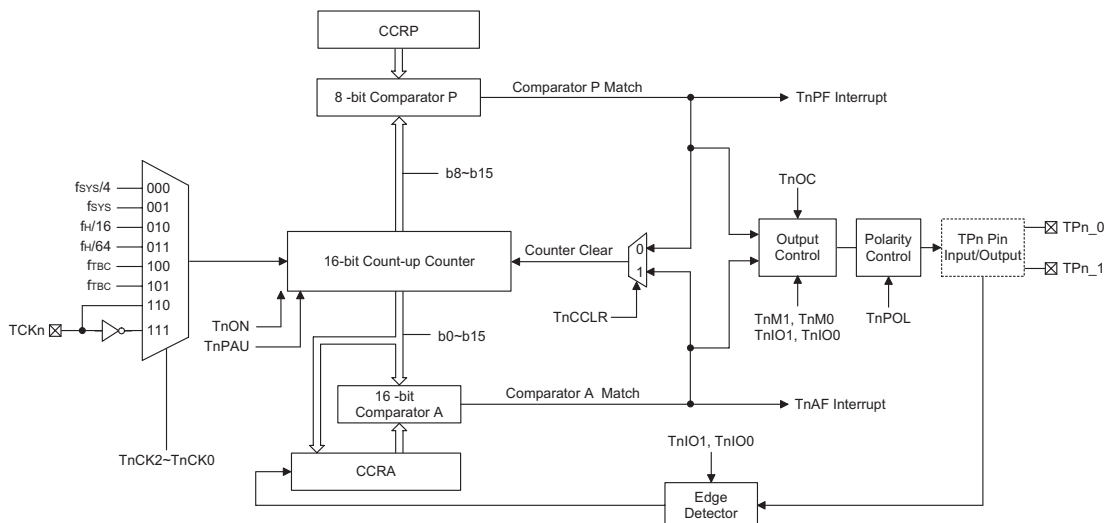 CCRP
8 -bit Comparator P
Comparator P Match
TnPF Interrupt
b8~b15
fSYS/4
000
fSYS
001
fH/16
010
fH/64
011
fTBC
100
fTBC
101
110
TCKn
111
TnCK2~TnCK0
16-bit Count-up Counter
TnON
TnPAU
Counter Clear
0
1
TnCCLR
TnOC
Output
Control
TnM1, TnM0
TnIO1, TnIO0
Polarity
Control
TnPOL
TPn Pin
Input/Output
TPn_0
TPn_1
b0~b15
16 -bit
Comparator A
Comparator A  Match
TnAF Interrupt
CCRA
TnIO1, TnIO0
Edge
Detector